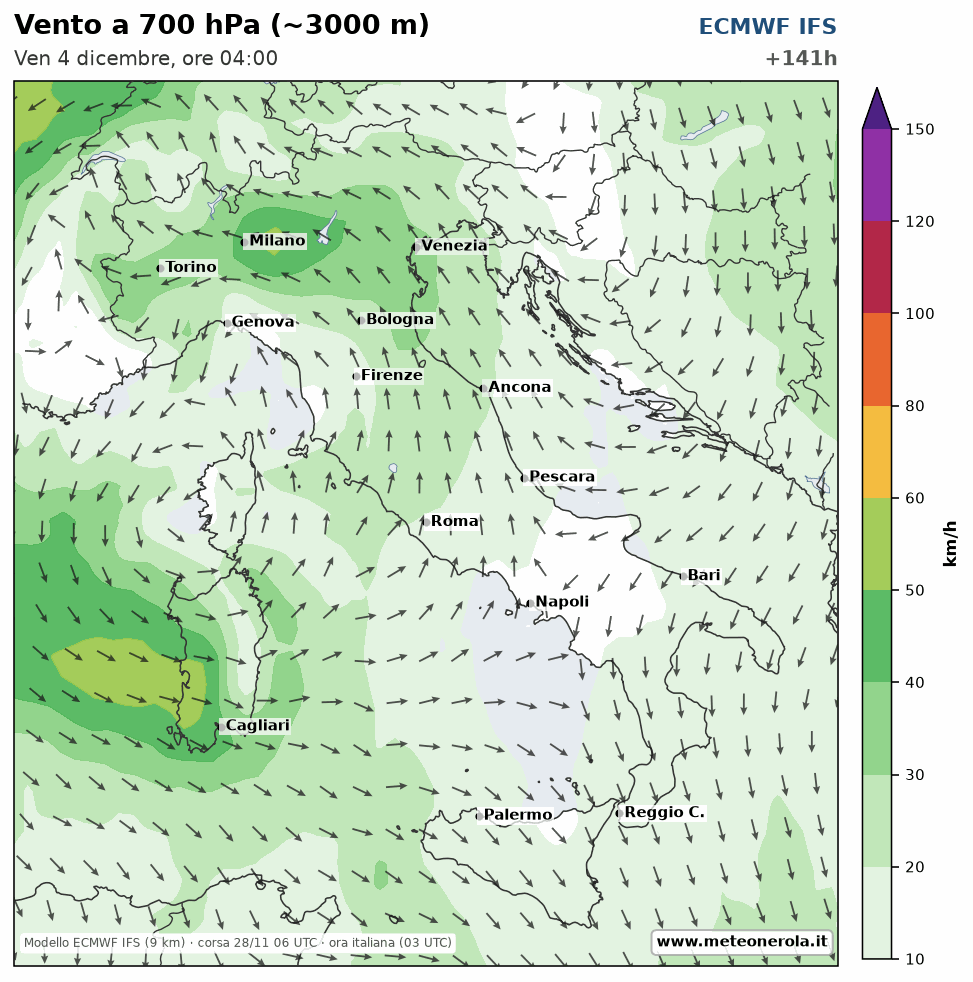 Vento a 700 hPa (~3000 m)
ECMWF IFS
Ven 4 dicembre, ore 04:00
+141h
Milano
Venezia
Torino
Genova
Bologna
Firenze
Ancona
Pescara
Roma
Bari
Napoli
Cagliari
Palermo
Reggio C.
150
120
100
80
60
50
40
30
20
10
km/h
Modello ECMWF IFS (9 km) · corsa 28/11 06 UTC · ora italiana (03 UTC)
www.meteonerola.it